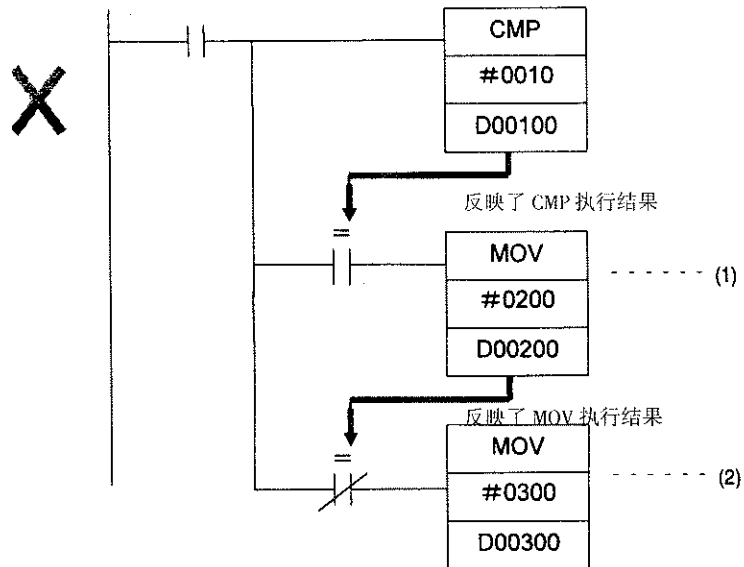 CMP
#0010
D00100
反映了 CMP 执行结果
=
MOV
(1)
#0200
D00200
反映了 MOV 执行结果
=
MOV
(2)
#0300
D00300